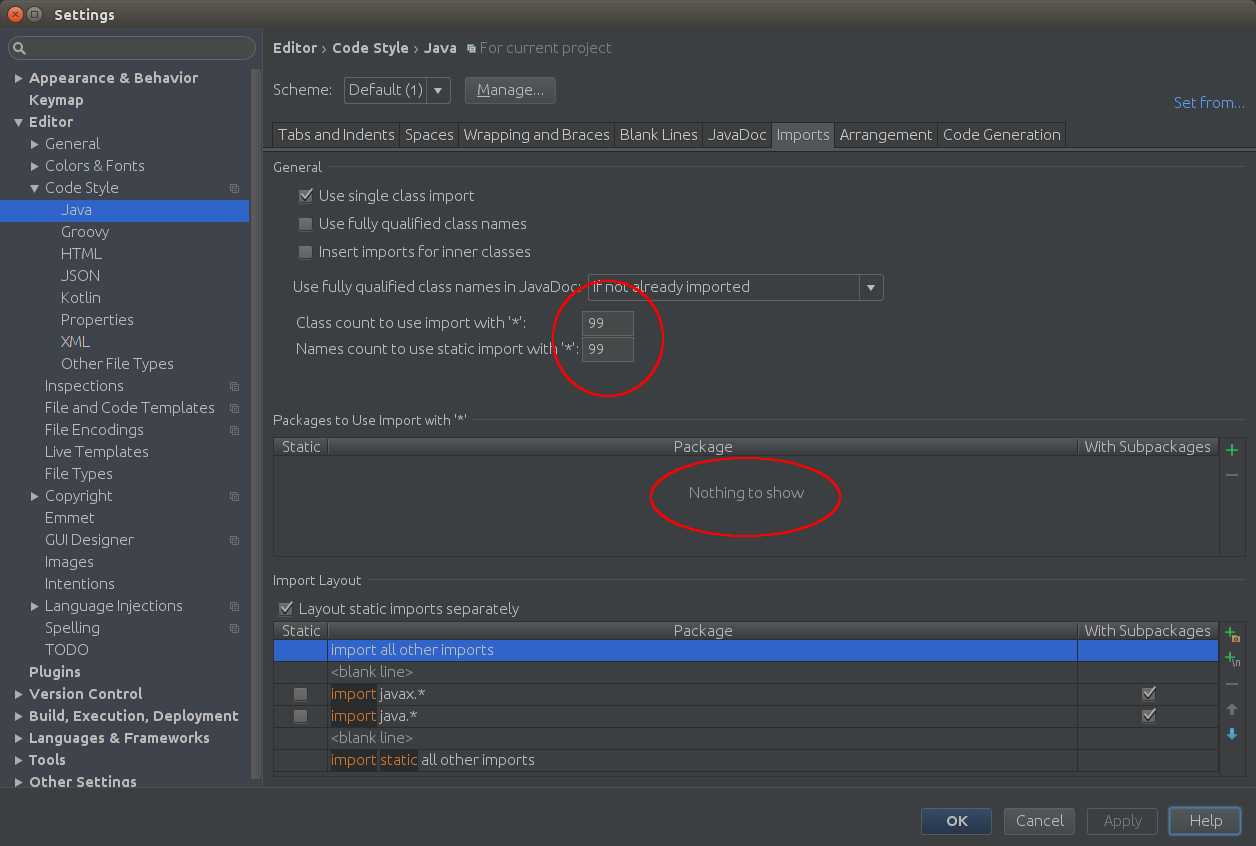 Settings
Appearance & Behavior
Keymap
Editor
General
Colors & Fonts
Code Style
Java
Groovy
HTML
JSON
Kotlin
Properties
XML
Other File Types
Inspections
File and Code Templates
File Encodings
Live Templates
File Types
Copyright
Emmet
GUI Designer
Images
Intentions
Language Injections
Spelling
TODO
Plugins
Version Control
Build, Execution, Deployment
Languages & Frameworks
Tools
Other Settings
Editor › Code Style › Java For current project
Scheme: Default (1) Manage...
Set from...
Tabs and Indents Spaces Wrapping and Braces Blank Lines JavaDoc Imports Arrangement Code Generation
General
Use single class import
Use fully qualified class names
Insert imports for inner classes
Use fully qualified class names in JavaDoc: If not already imported
Class count to use import with '*': 99
Names count to use static import with '*': 99
Packages to Use Import with '*'
Static Package With Subpackages
Nothing to show
Import Layout
Layout static imports separately
Static Package With Subpackages
import all other imports
<blank line>
import javax.*
import java.*
<blank line>
import static all other imports
OK Cancel Apply Help